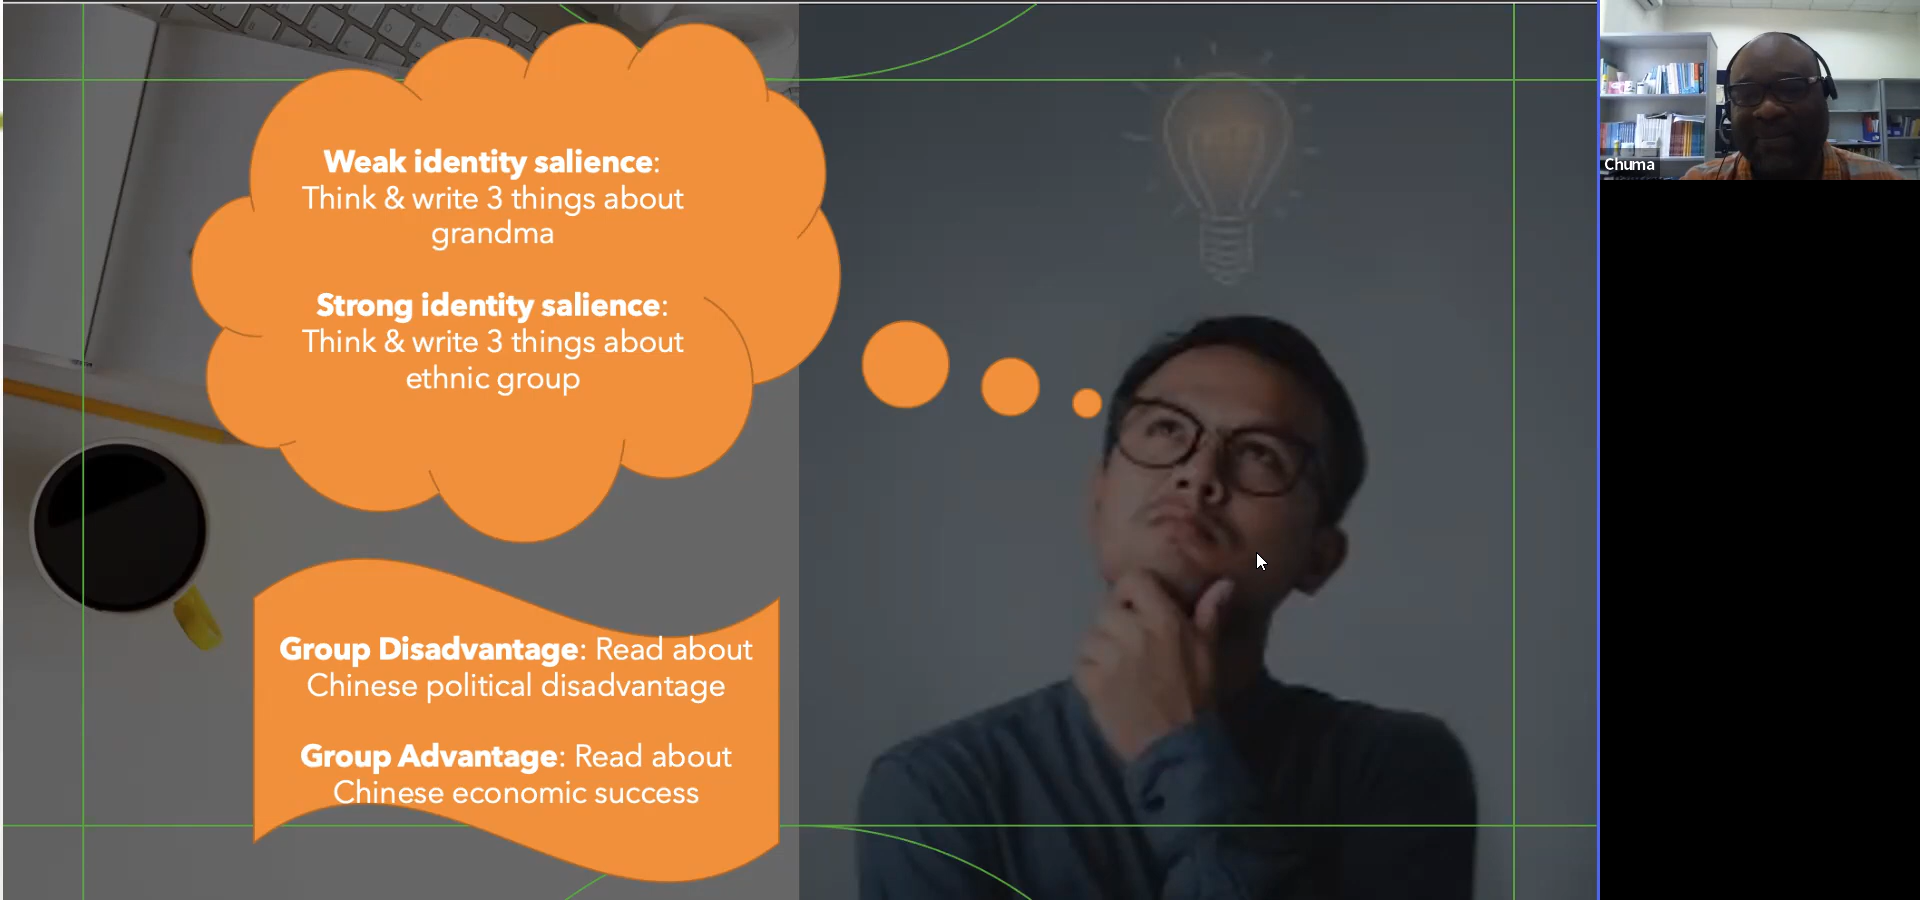 Weak identity salience:
Think & write 3 things about
grandma
Strong identity salience:
Think & write 3 things about
ethnic group
Group Disadvantage: Read about
Chinese political disadvantage
Group Advantage: Read about
Chinese economic success
Chuma